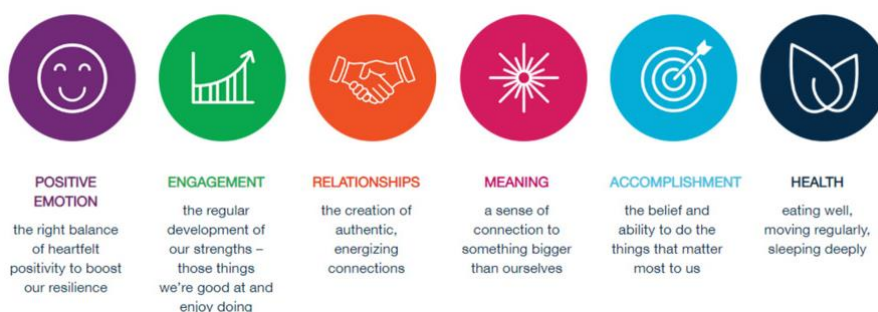 POSITIVE
EMOTION
the right balance
of heartfelt
positivity to boost
our resilience
ENGAGEMENT
the regular
development of
our strengths –
those things
we're good at and
enjoy doing
RELATIONSHIPS
the creation of
authentic,
energizing
connections
MEANING
a sense of
connection to
something bigger
than ourselves
ACCOMPLISHMENT
the belief and
ability to do the
things that matter
most to us
HEALTH
eating well,
moving regularly,
sleeping deeply